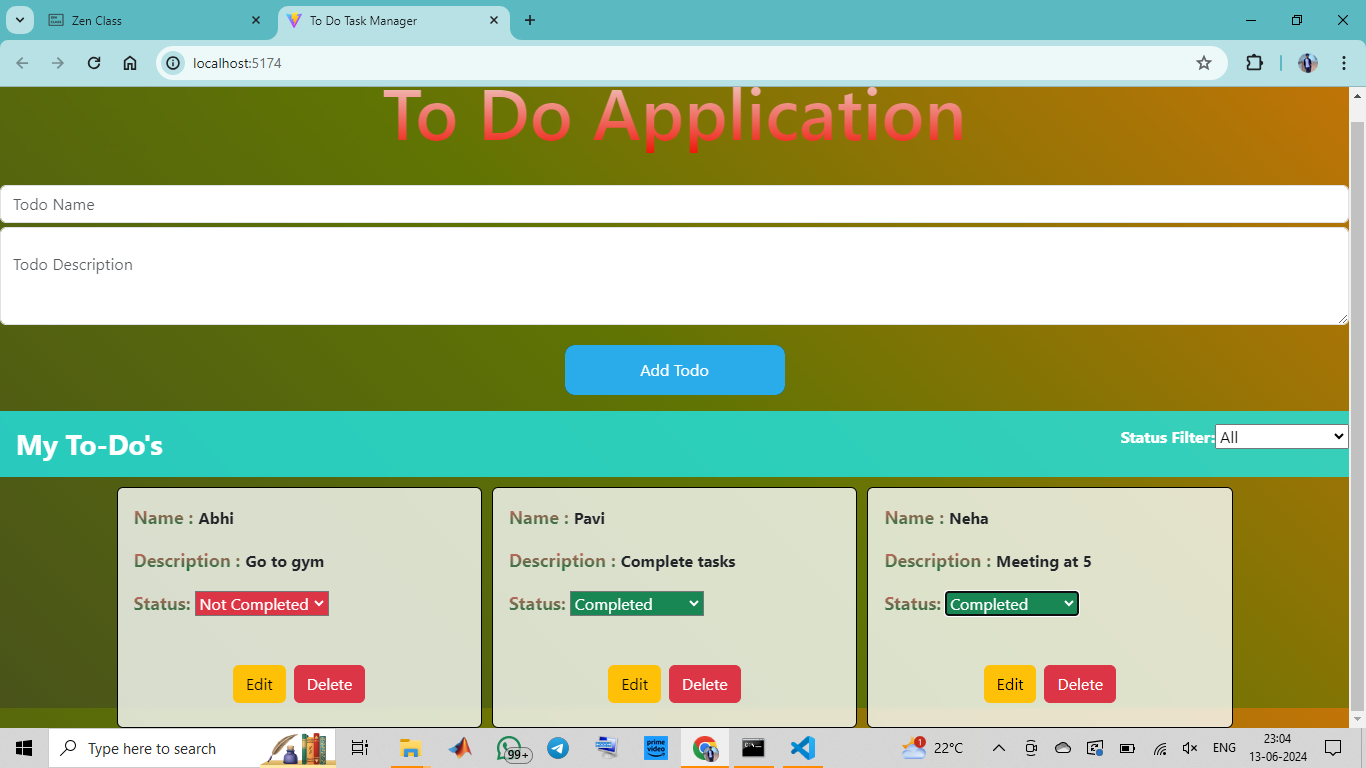 Zen Class
To Do Task Manager
localhost:5174
To Do Application
Todo Name
Todo Description
Add Todo
My To-Do's
Status Filter: All
Name : Abhi
Description : Go to gym
Status: Not Completed
Edit Delete
Name : Pavi
Description : Complete tasks
Status: Completed
Edit Delete
Name : Neha
Description : Meeting at 5
Status: Completed
Edit Delete
Type here to search
99+
prime video
1
22°C
ENG
23:04
13-06-2024